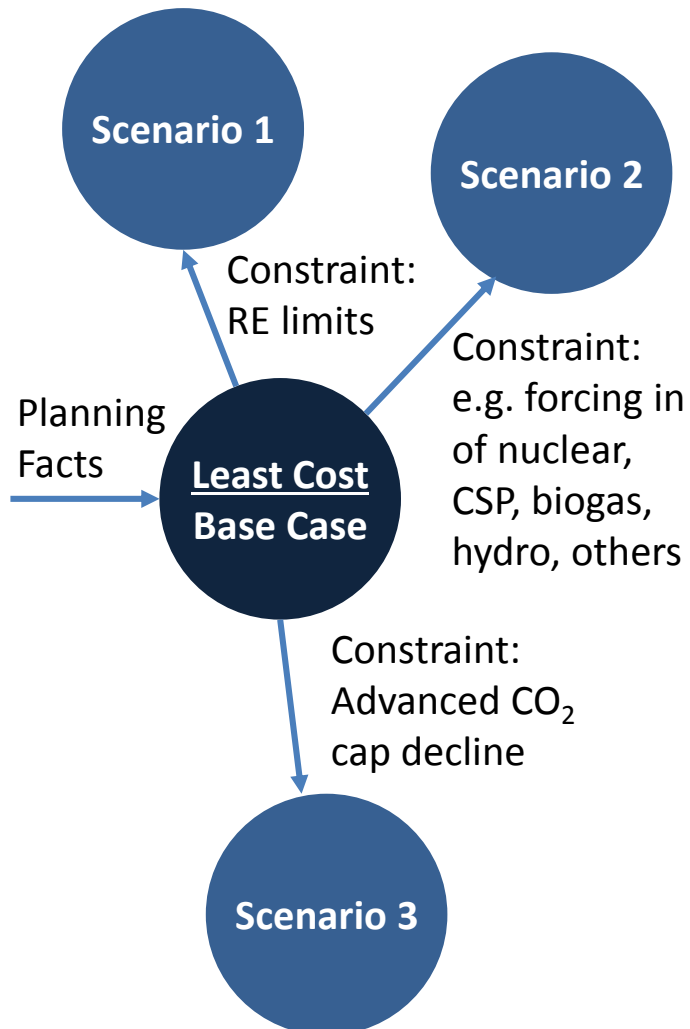 Scenario 1
Scenario 2
Constraint:
RE limits
Constraint:
e.g. forcing in
of nuclear,
CSP, biogas,
hydro, others
Planning
Facts
Least Cost
Base Case
Constraint:
Advanced CO₂
cap decline
Scenario 3